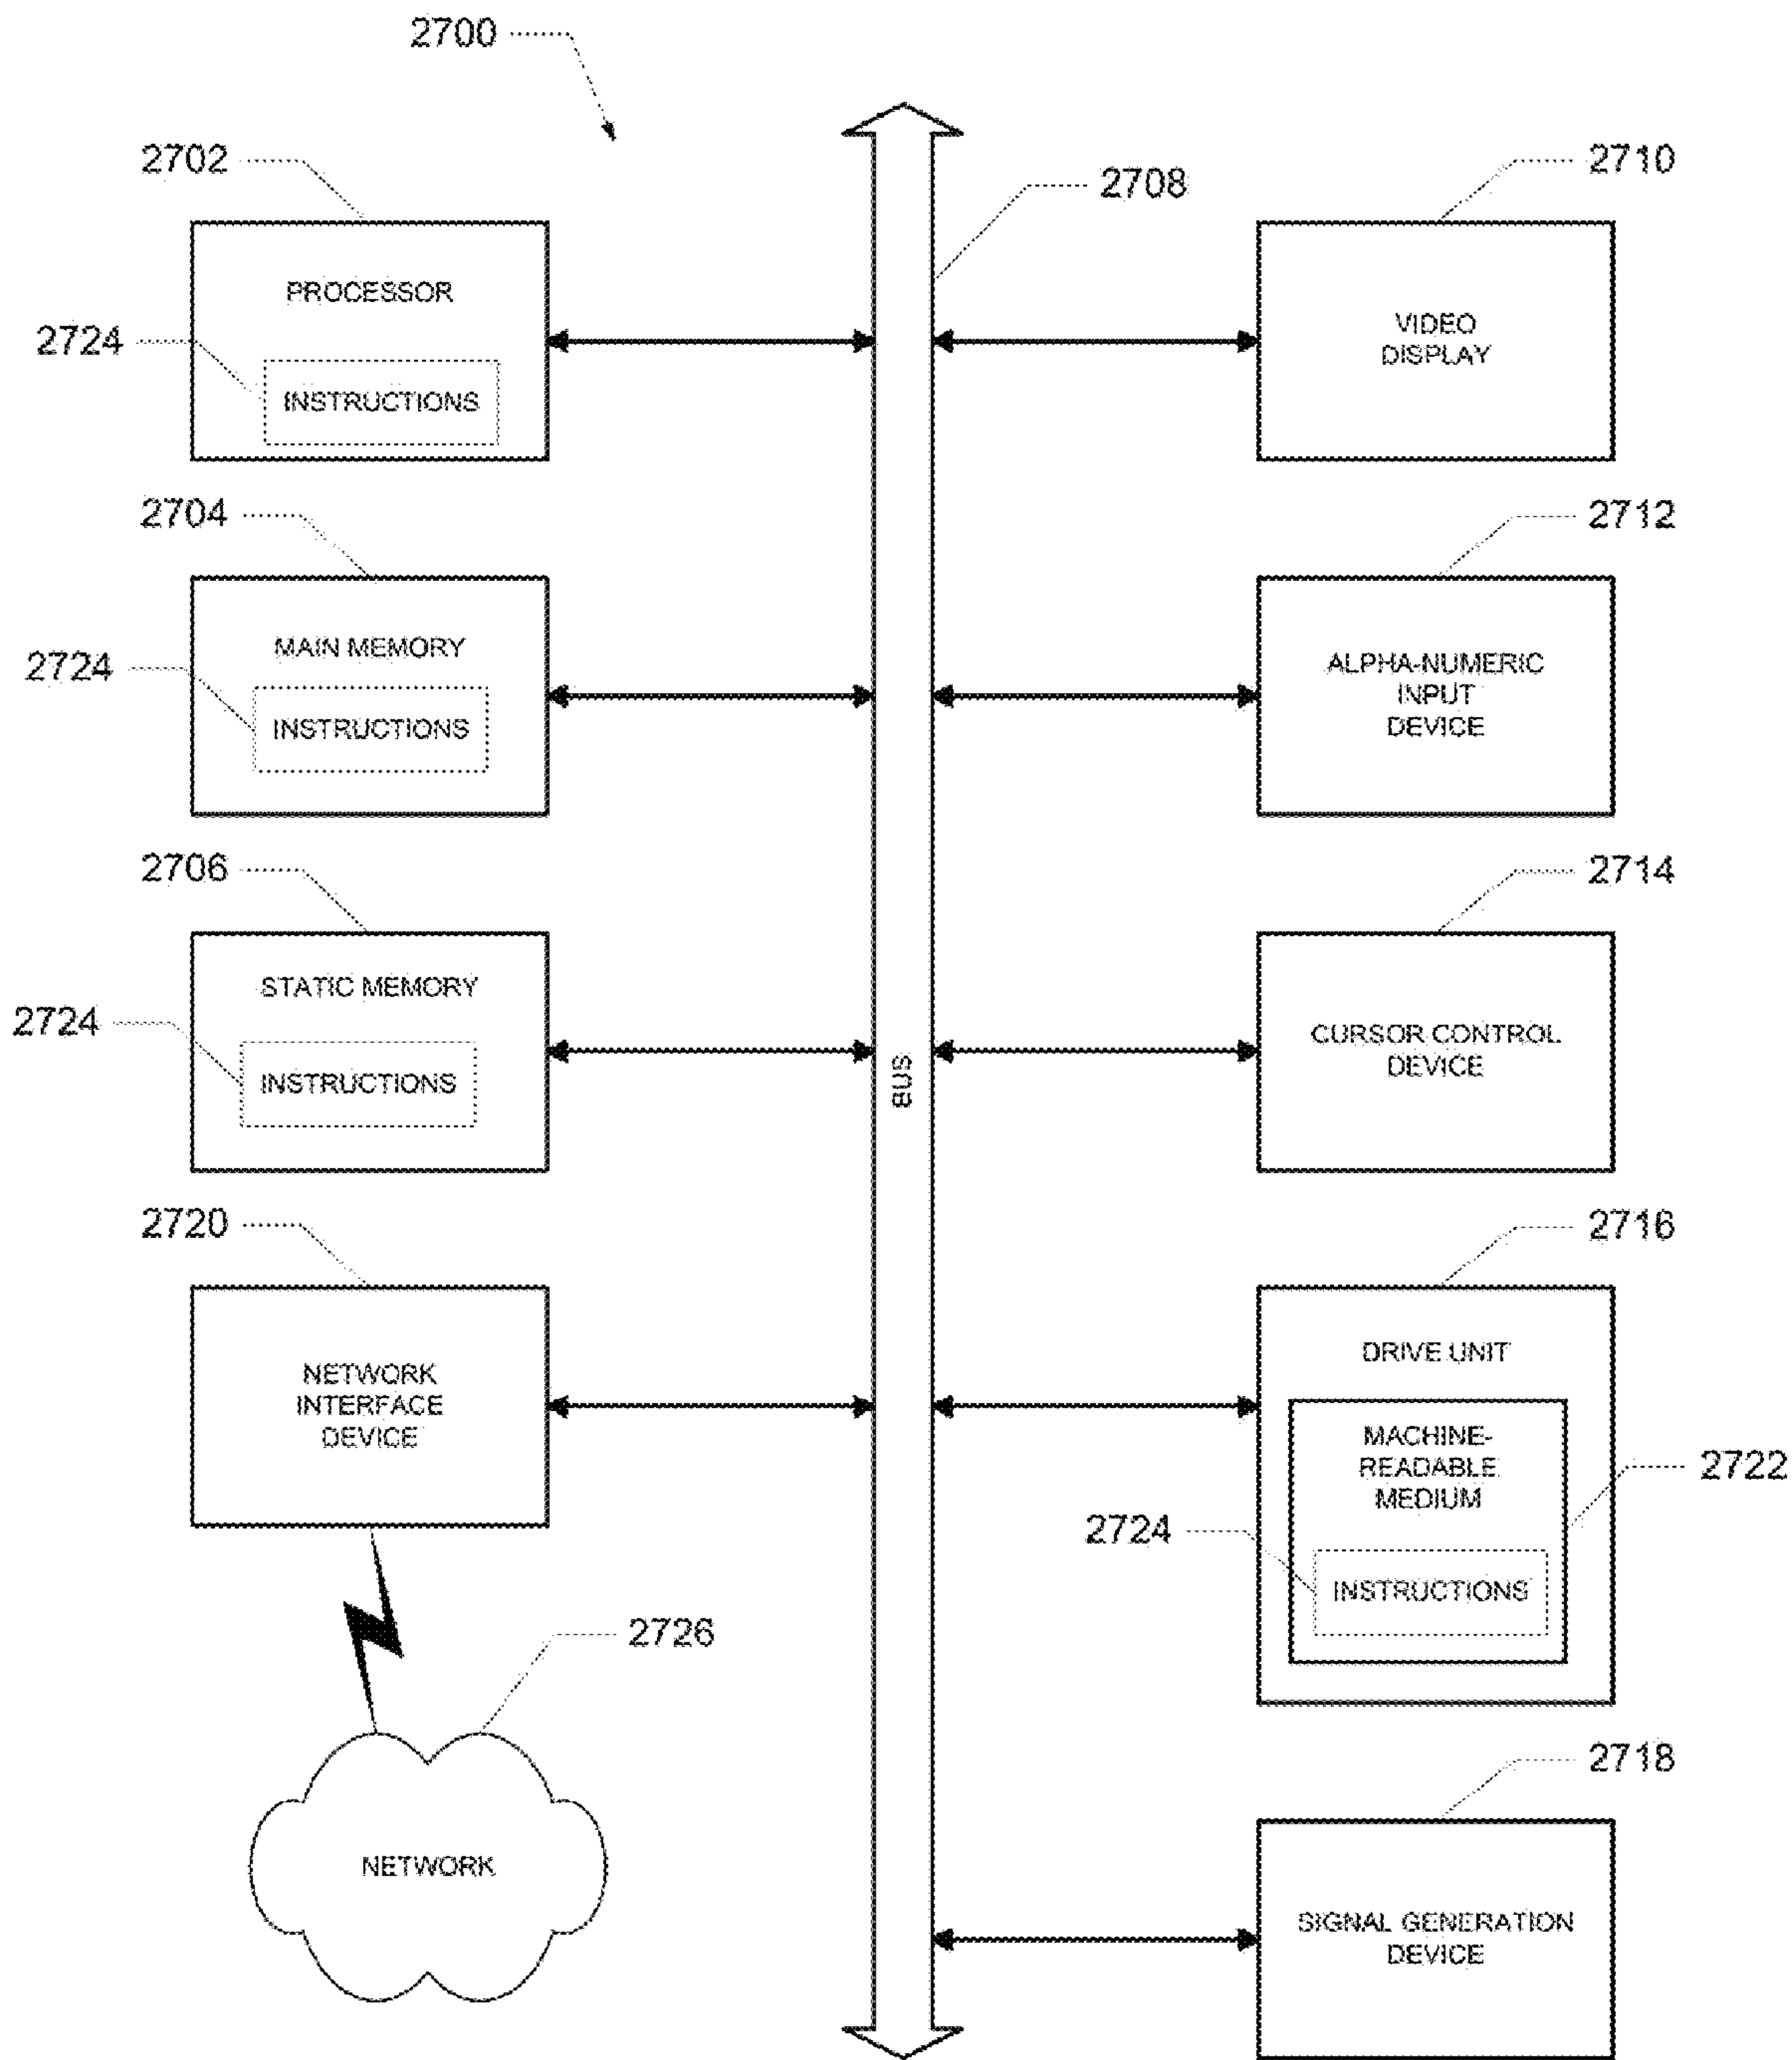 2700
2702
2708
2710
PROCESSOR
2724
INSTRUCTIONS
VIDEO
DISPLAY
2704
2712
MAIN MEMORY
2724
INSTRUCTIONS
ALPHA-NUMERIC
INPUT
DEVICE
2706
2714
STATIC MEMORY
2724
INSTRUCTIONS
BUS
CURSOR CONTROL
DEVICE
2720
2716
NETWORK
INTERFACE
DEVICE
DRIVE UNIT
MACHINE-
READABLE
MEDIUM
2722
2724
INSTRUCTIONS
2726
NETWORK
2718
SIGNAL GENERATION
DEVICE